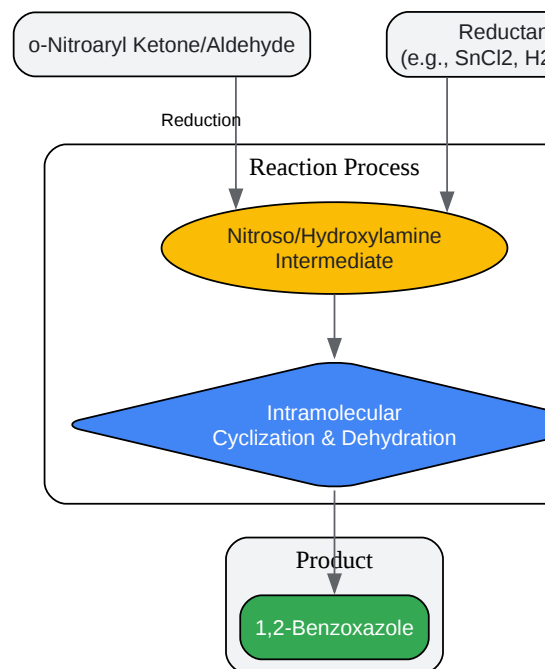 o-Nitroaryl Ketone/Aldehyde
Reductan
(e.g., SnCl2, H2
Reduction
Reaction Process
Nitroso/Hydroxylamine
Intermediate
Intramolecular
Cyclization & Dehydration
Product
1,2-Benzoxazole